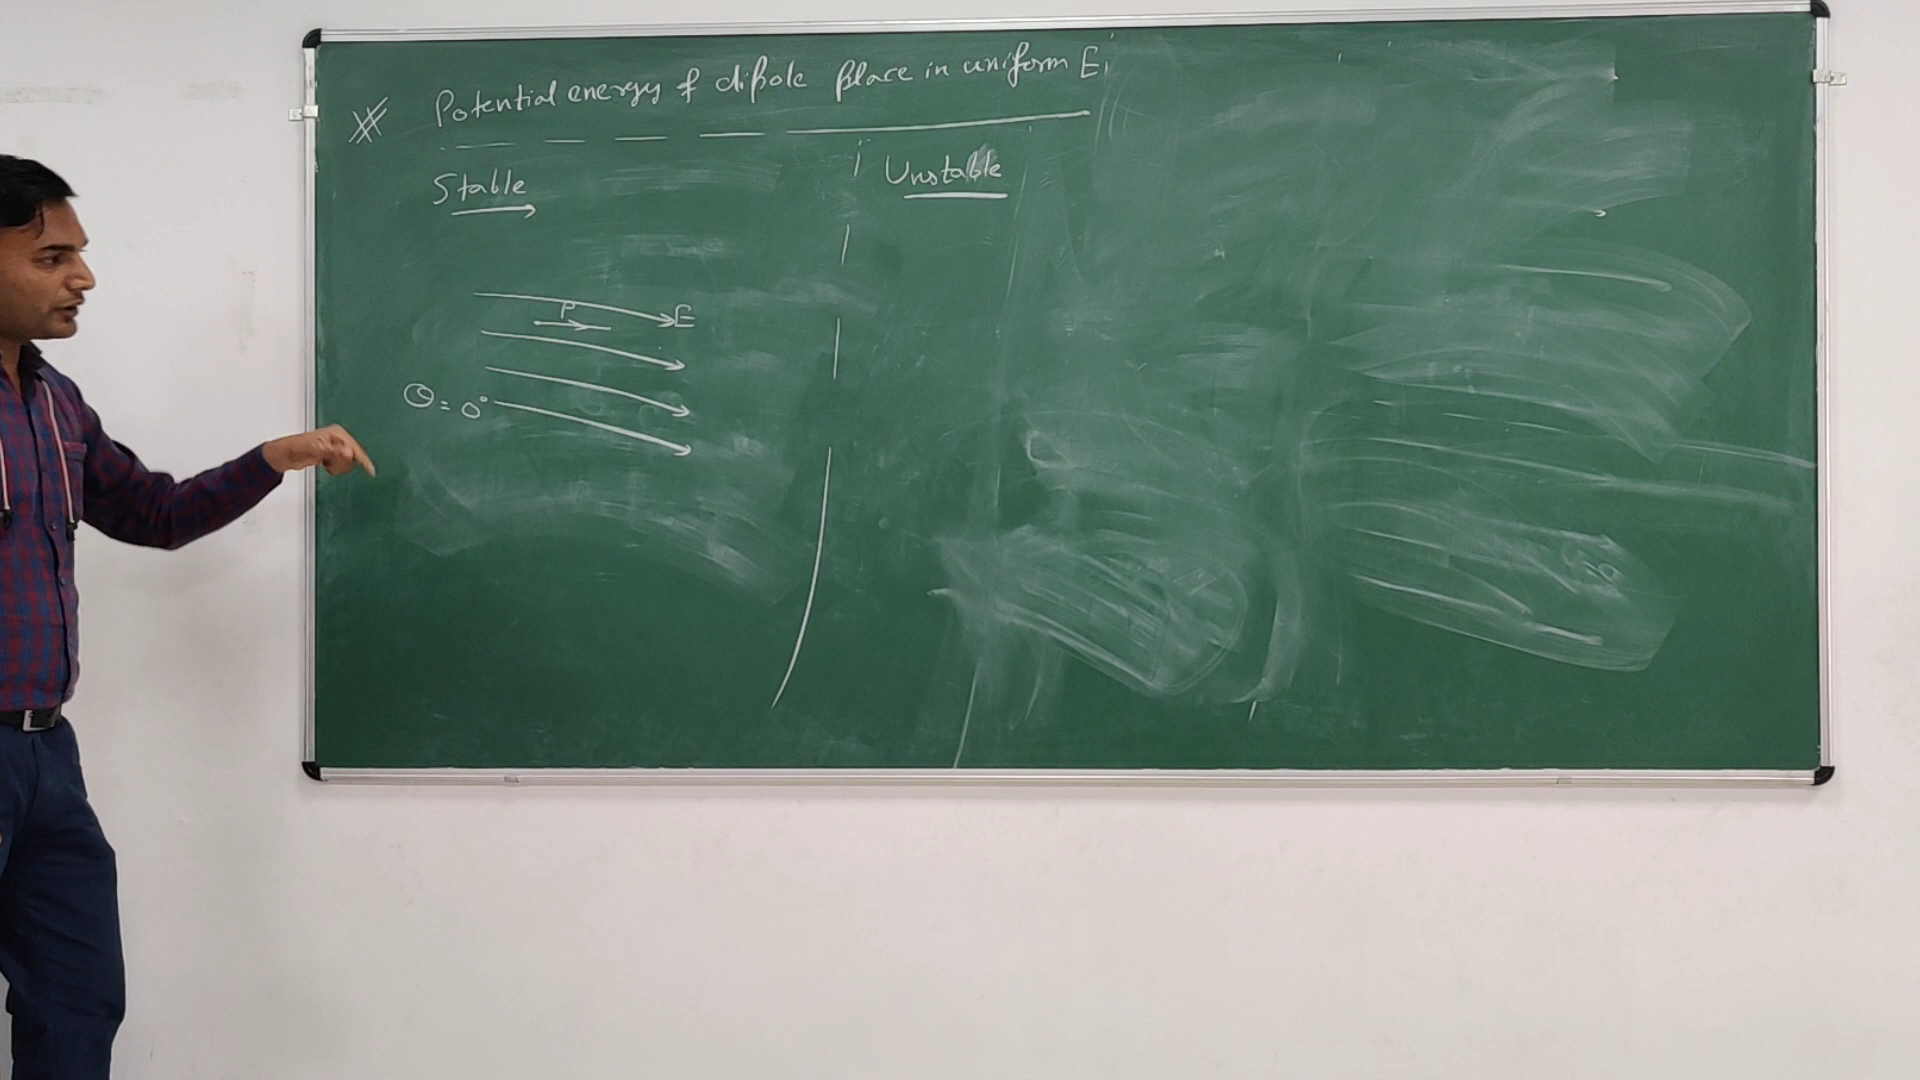 Potential energy of dipole place in uniform E,
Stable
Unstable
P
E
θ = 0°